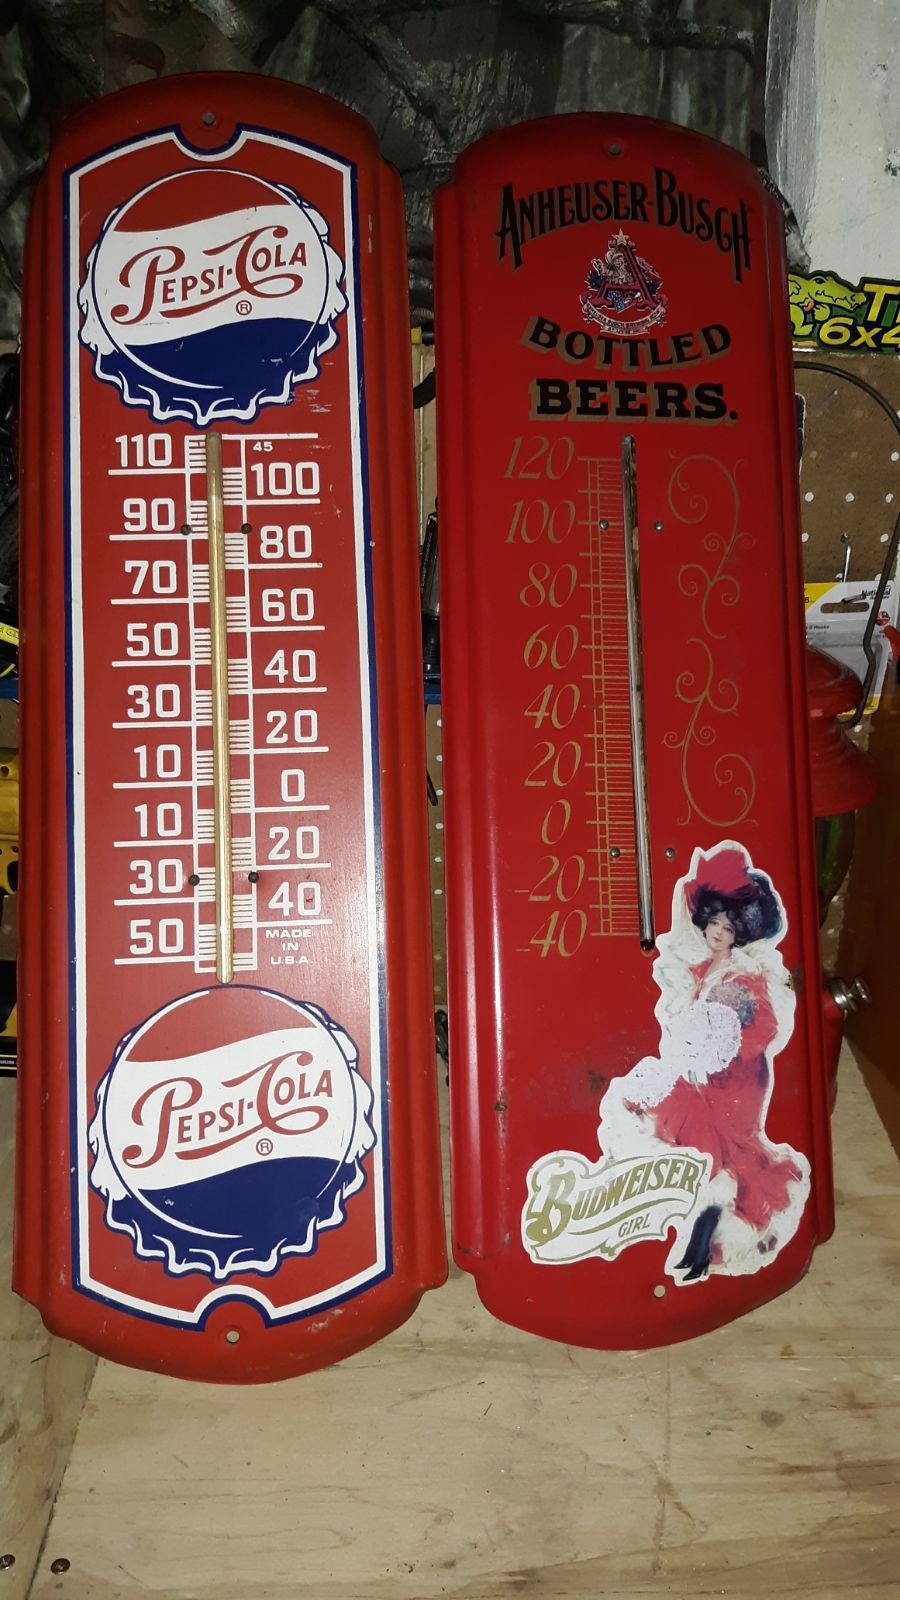 PEPSI-COLA
®
110
45
100
90
80
70
60
50
40
30
20
10
0
10
20
30
40
50
MADE
IN
U.S.A.
PEPSI-COLA
®
ANHEUSER-BUSCH
A
BOTTLED
BEERS.
120
100
80
60
40
20
0
-20
-40
BUDWEISER
GIRL
6x4